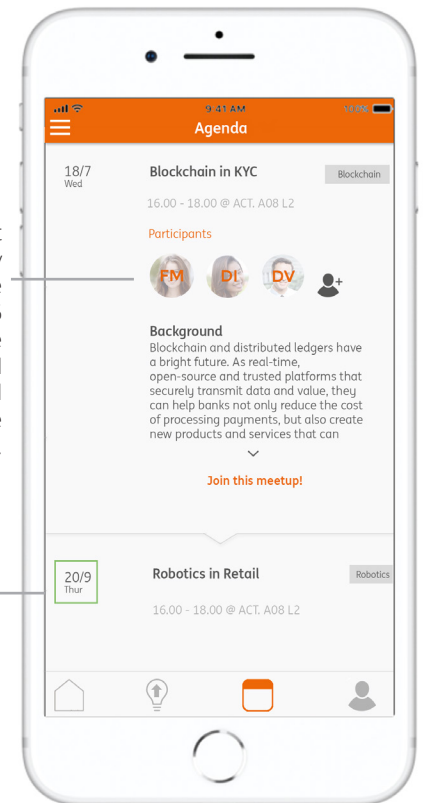 9:41 AM
Agenda
18/7
Wed
Blockchain in KYC
Blockchain
16.00 - 18.00 @ ACT, A08 L2
Participants
FM
DI
DV
Background
Blockchain and distributed ledgers have
a bright future. As real-time,
open-source and trusted platforms that
securely transmit data and value, they
can help banks not only reduce the cost
of processing payments, but also create
new products and services that can
Join this meetup!
20/9
Thur
Robotics in Retail
Robotics
16.00 - 18.00 @ ACT, A08 L2